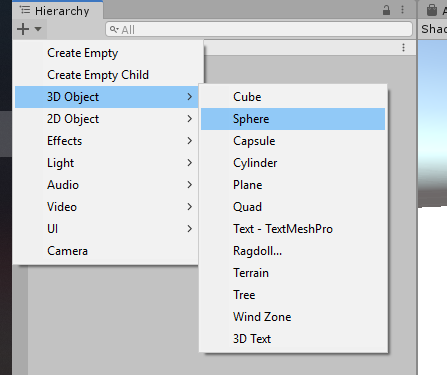 Hierarchy
All
Create Empty
Create Empty Child
3D Object
2D Object
Effects
Light
Audio
Video
UI
Camera
Cube
Sphere
Capsule
Cylinder
Plane
Quad
Text - TextMeshPro
Ragdoll...
Terrain
Tree
Wind Zone
3D Text
A
Shad